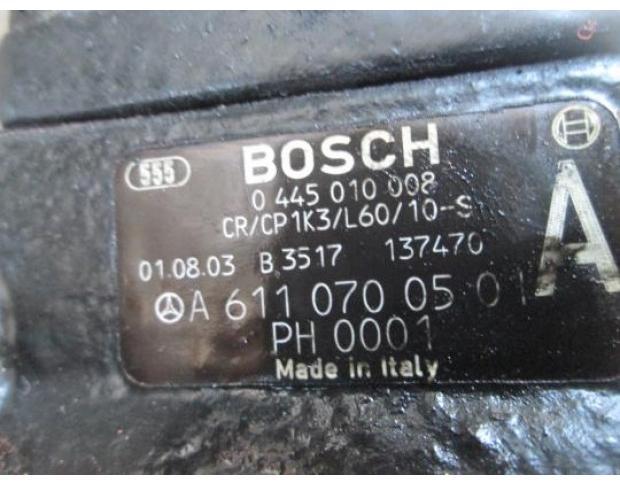 555
BOSCH
0 445 010 008
CR/CP1K3/L60/10-S
01.08.03 B 3517 137470
A 611 070 05 01
A
PH 0001
Made in Italy